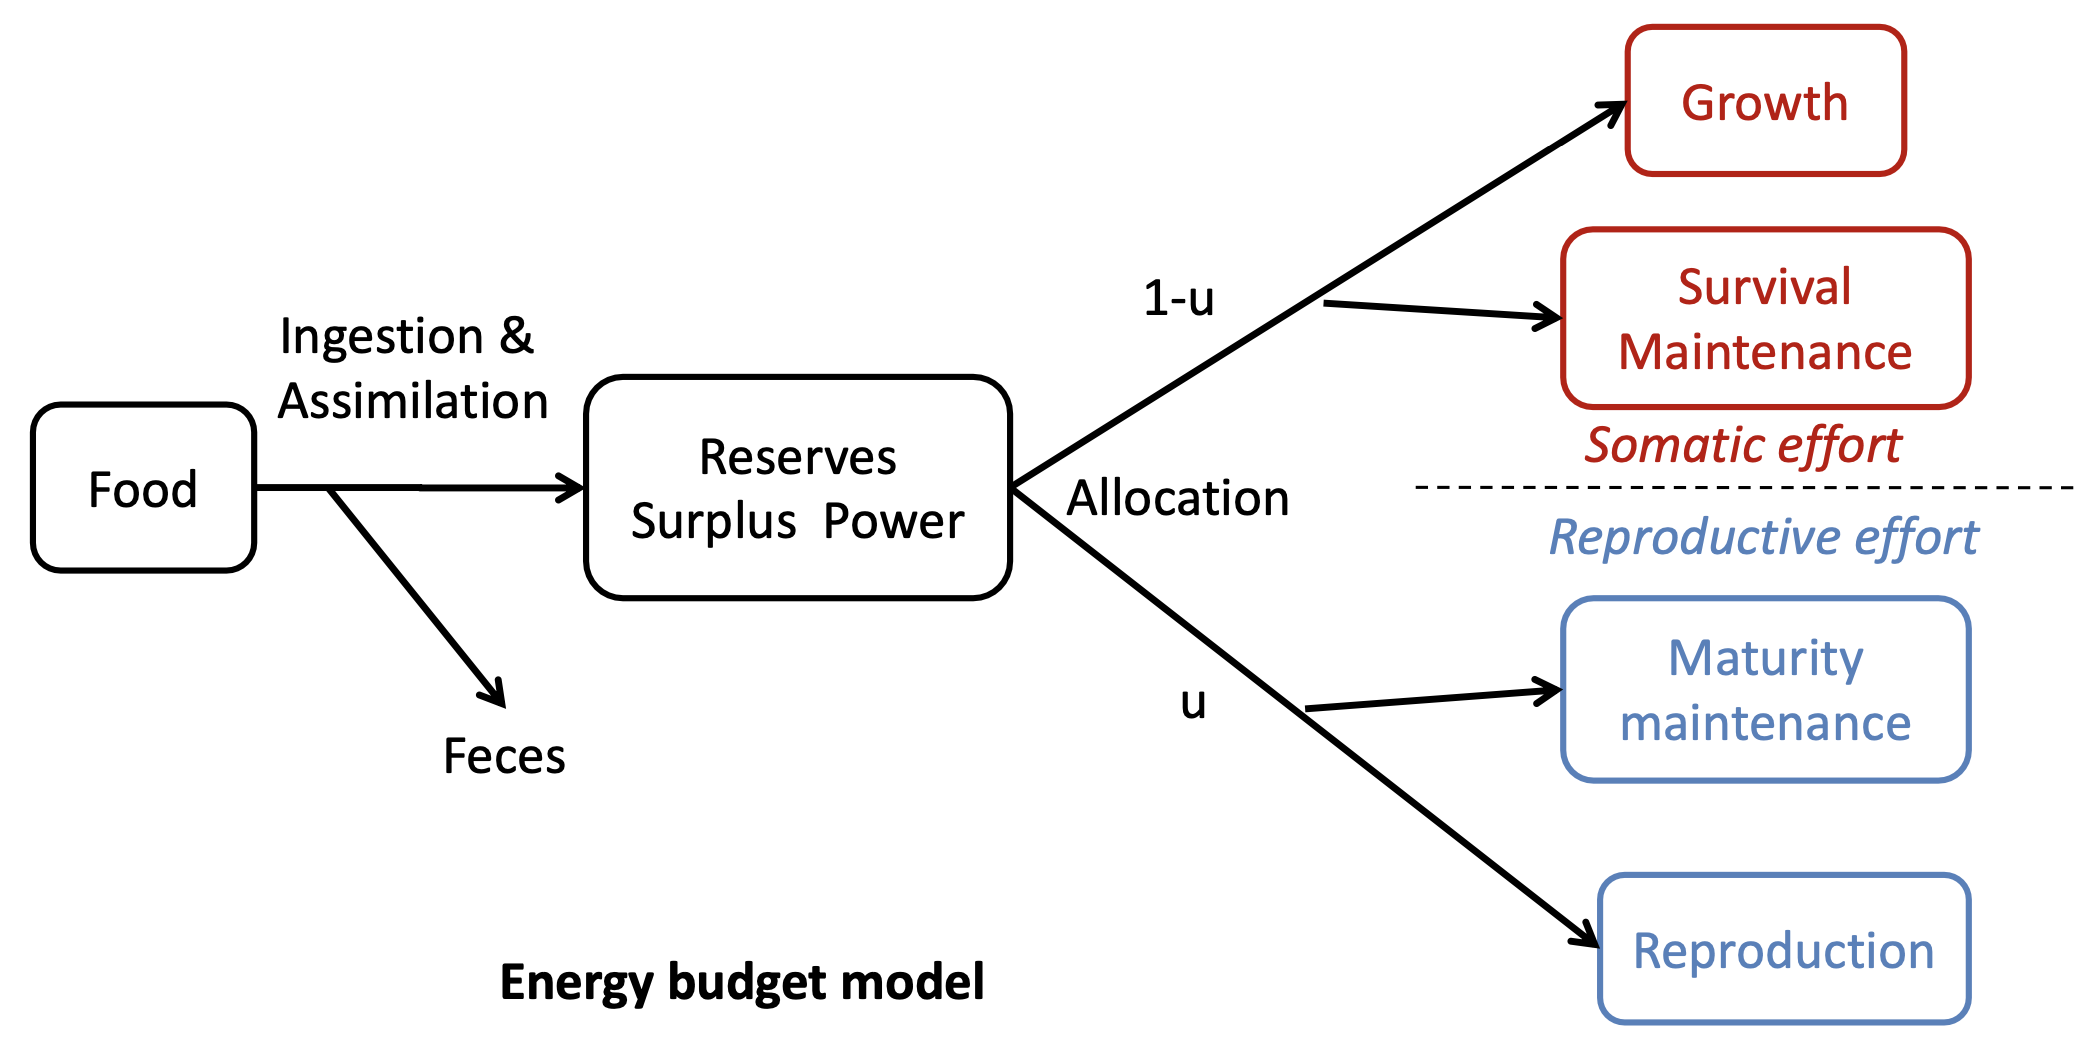 Growth
Survival
Maintenance
1-u
Ingestion &
Assimilation
Somatic effort
Reserves
Surplus Power
Food
Allocation
Reproductive effort
Maturity
maintenance
u
Feces
Reproduction
Energy budget model